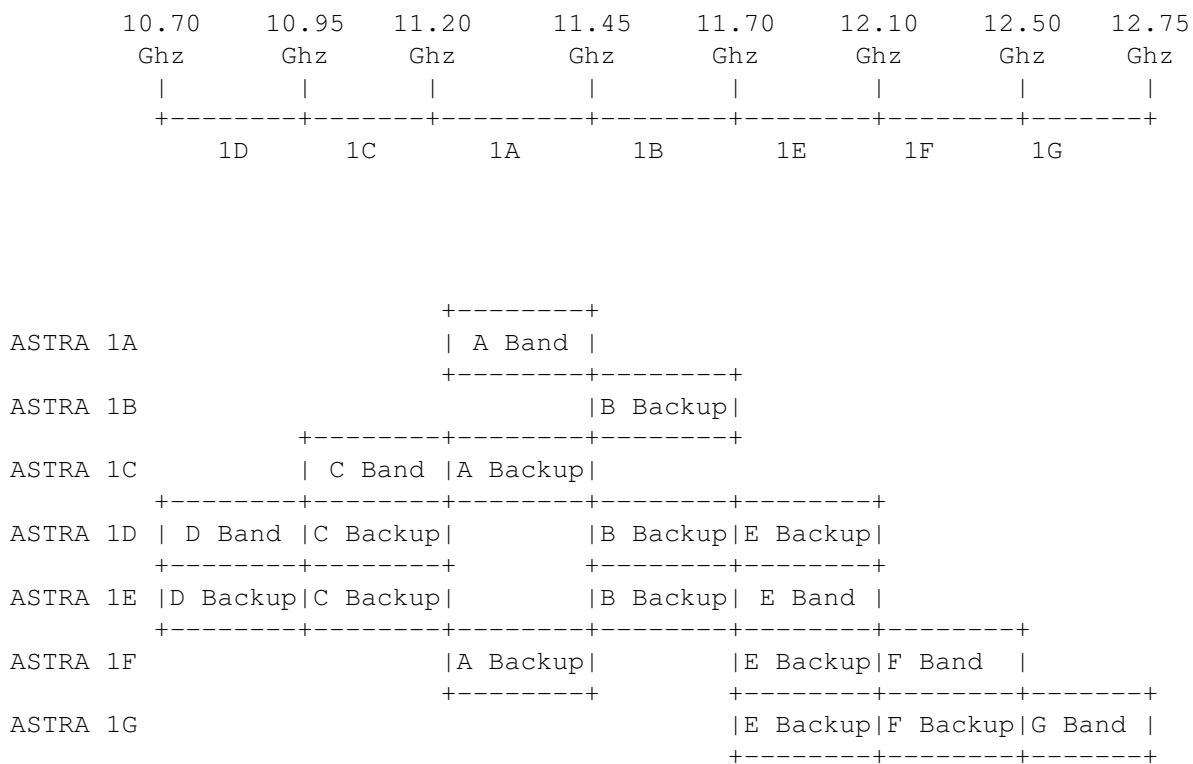 10.70 10.95 11.20 11.45 11.70 12.10 12.50 12.75
Ghz Ghz Ghz Ghz Ghz Ghz Ghz Ghz
| | | | | | | |
+--------+-------+---------+--------+--------+--------+-------+
1D 1C 1A 1B 1E 1F 1G
+--------+
ASTRA 1A | A Band |
+--------+--------+
ASTRA 1B |B Backup|
+--------+--------+--------+
ASTRA 1C | C Band |A Backup|
+--------+--------+--------+--------+--------+
ASTRA 1D | D Band |C Backup| |B Backup|E Backup|
+--------+--------+ +--------+--------+
ASTRA 1E |D Backup|C Backup| |B Backup| E Band |
+--------+--------+--------+--------+--------+--------+
ASTRA 1F |A Backup| |E Backup|F Band |
+--------+ +--------+--------+-------+
ASTRA 1G |E Backup|F Backup|G Band |
+--------+--------+-------+